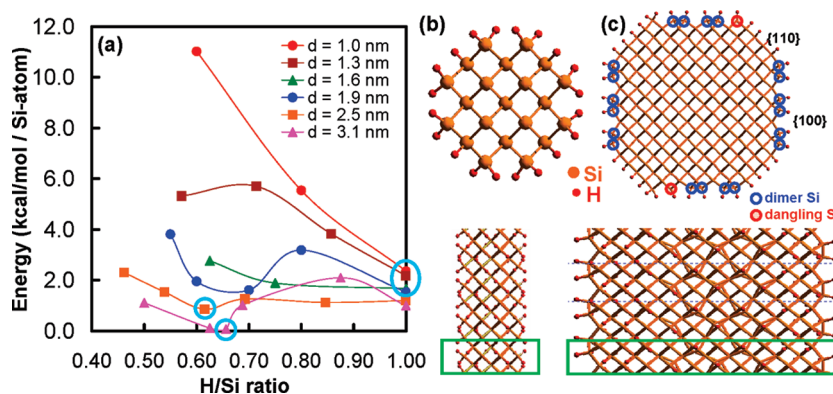 (a)
12.0
10.0
8.0
6.0
4.0
2.0
0.0
Energy (kcal/mol / Si-atom)
0.40 0.50 0.60 0.70 0.80 0.90 1.00
H/Si ratio
d = 1.0 nm
d = 1.3 nm
d = 1.6 nm
d = 1.9 nm
d = 2.5 nm
d = 3.1 nm
(b)
Si
H
(c)
{110}
{100}
dimer Si
dangling S